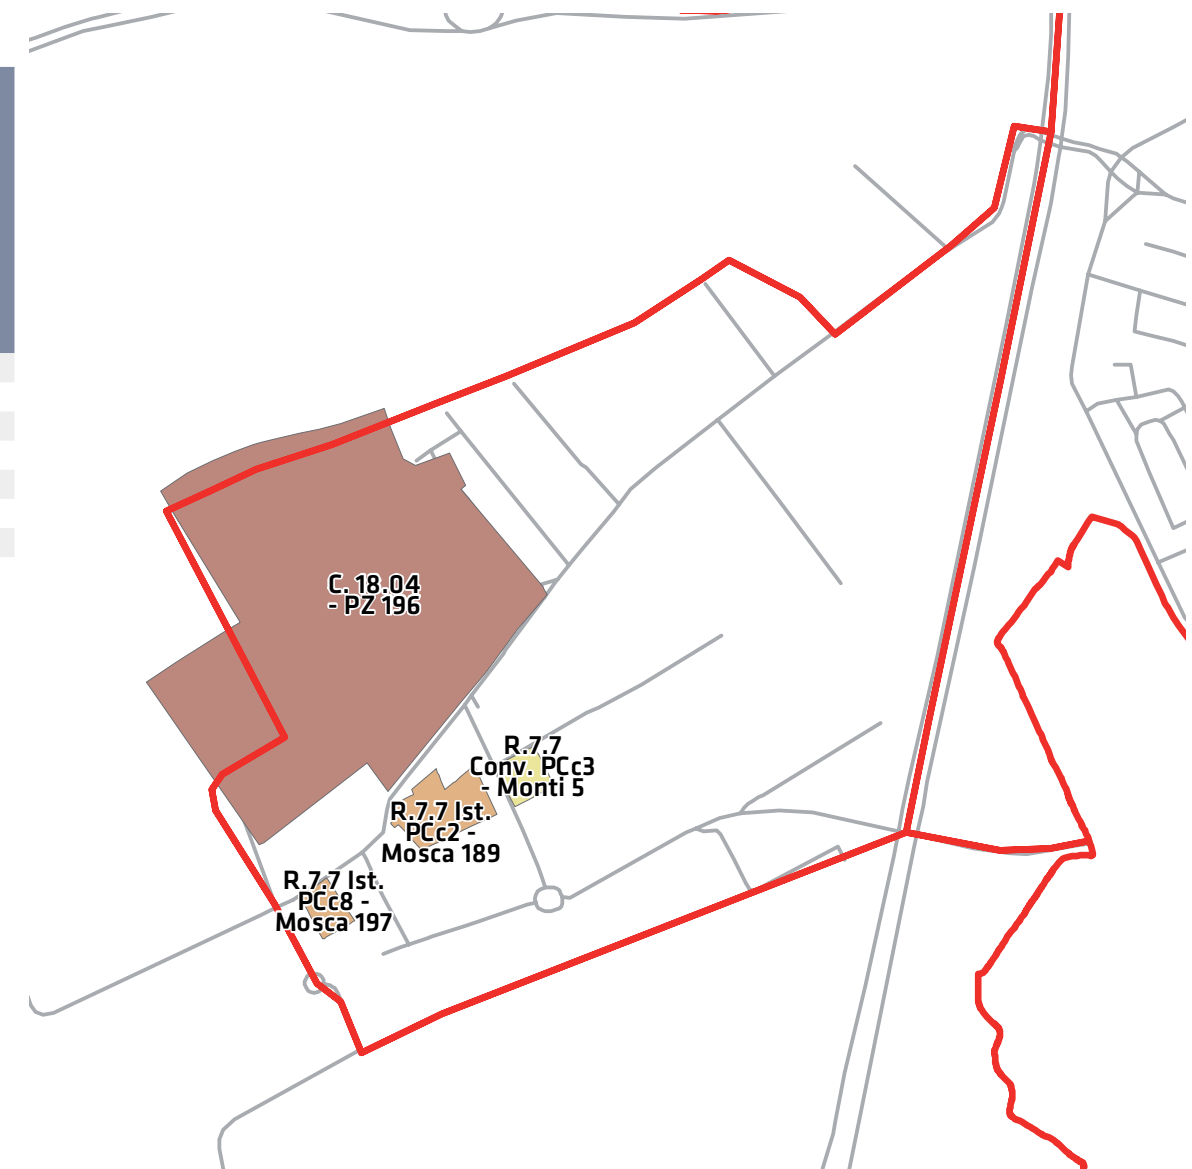 C. 18.04
- PZ 196
R.7.7
Conv. PCc3
- Monti 5
R.7.7 Ist.
PCc2 -
Mosca 189
R.7.7 Ist.
PCc8 -
Mosca 197